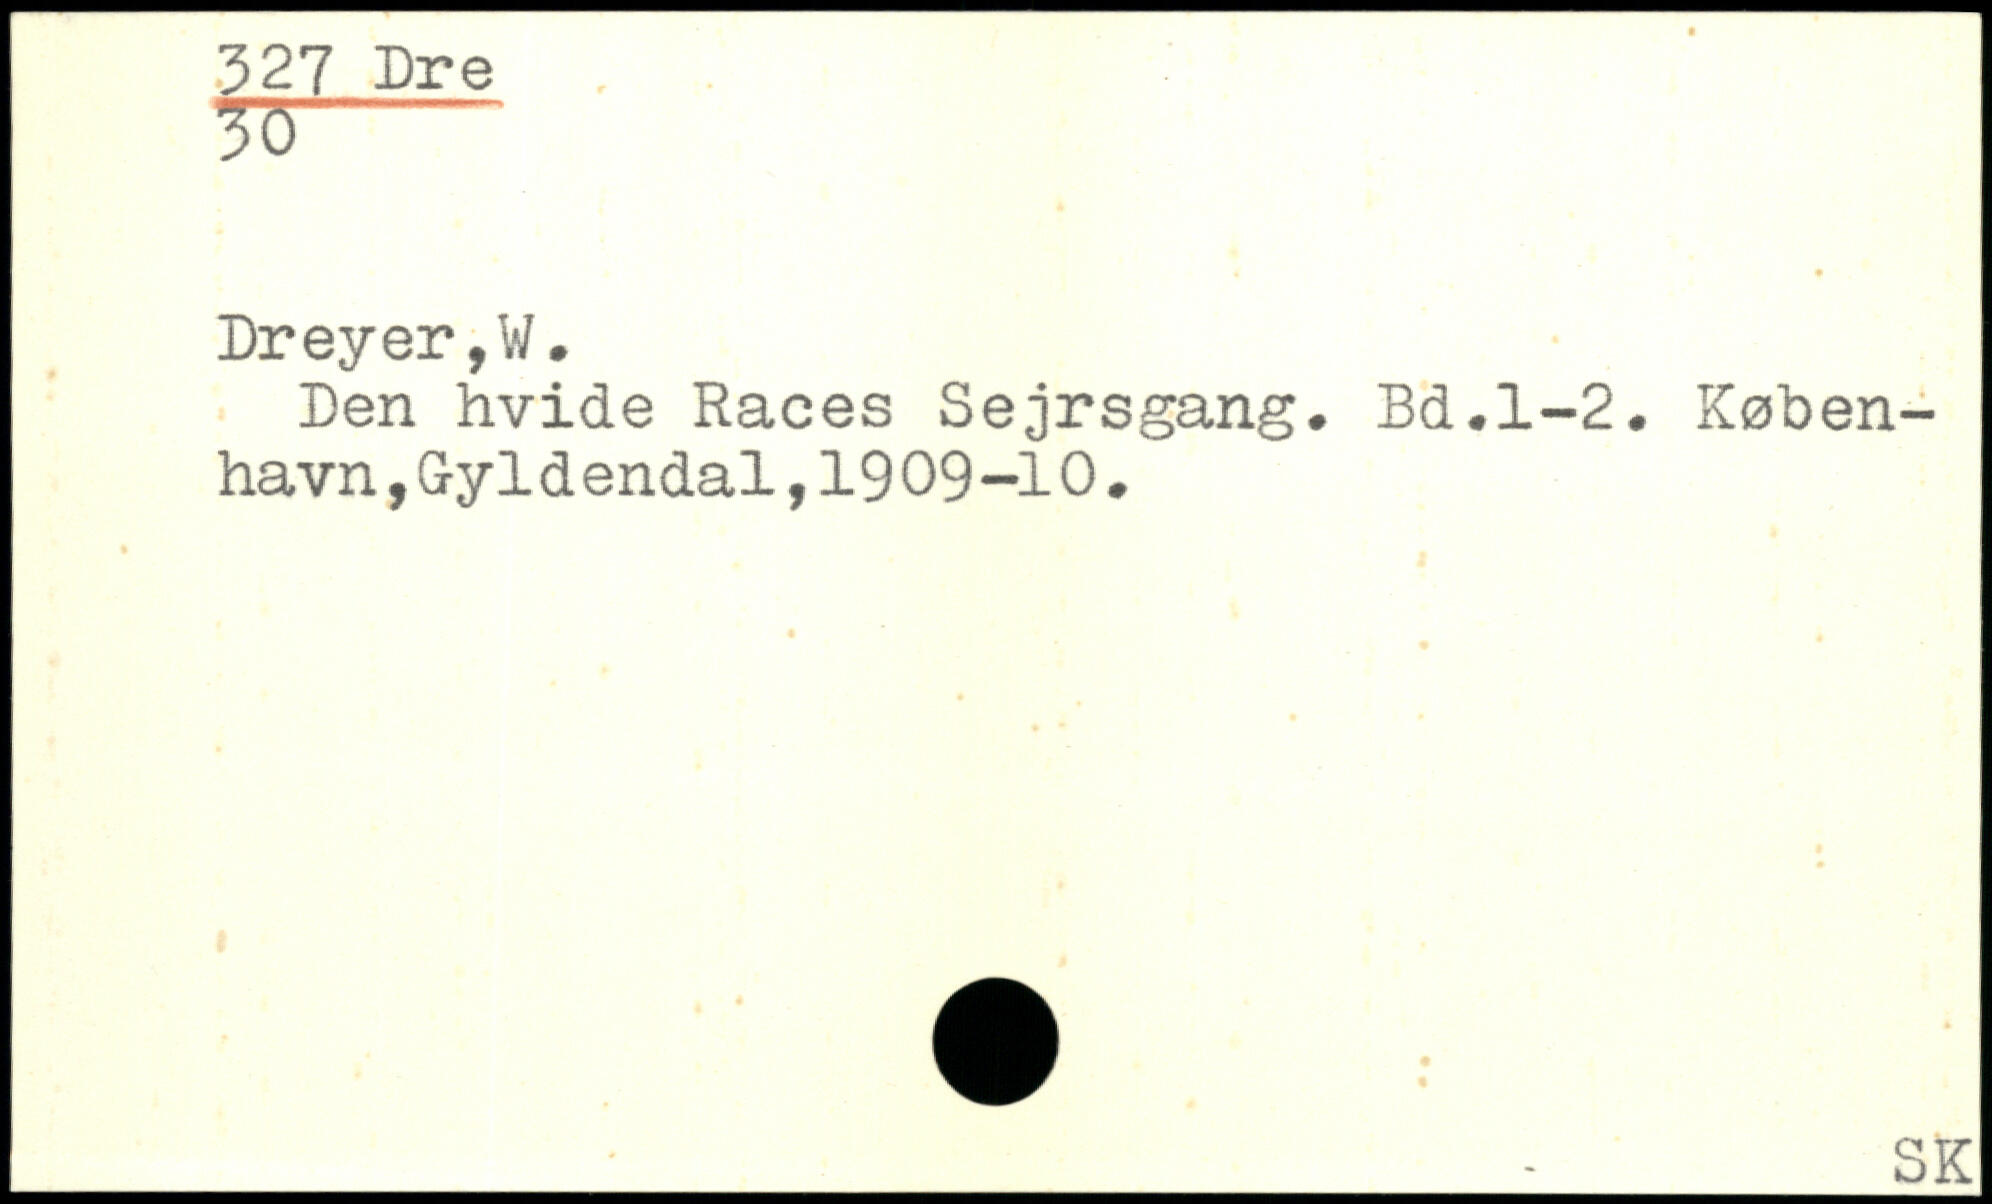 327 Dre
30
Dreyer,W.
Den hvide Races Sejrsgang. Bd.1-2. Køben-
havn,Gyldendal,1909-10.
SK